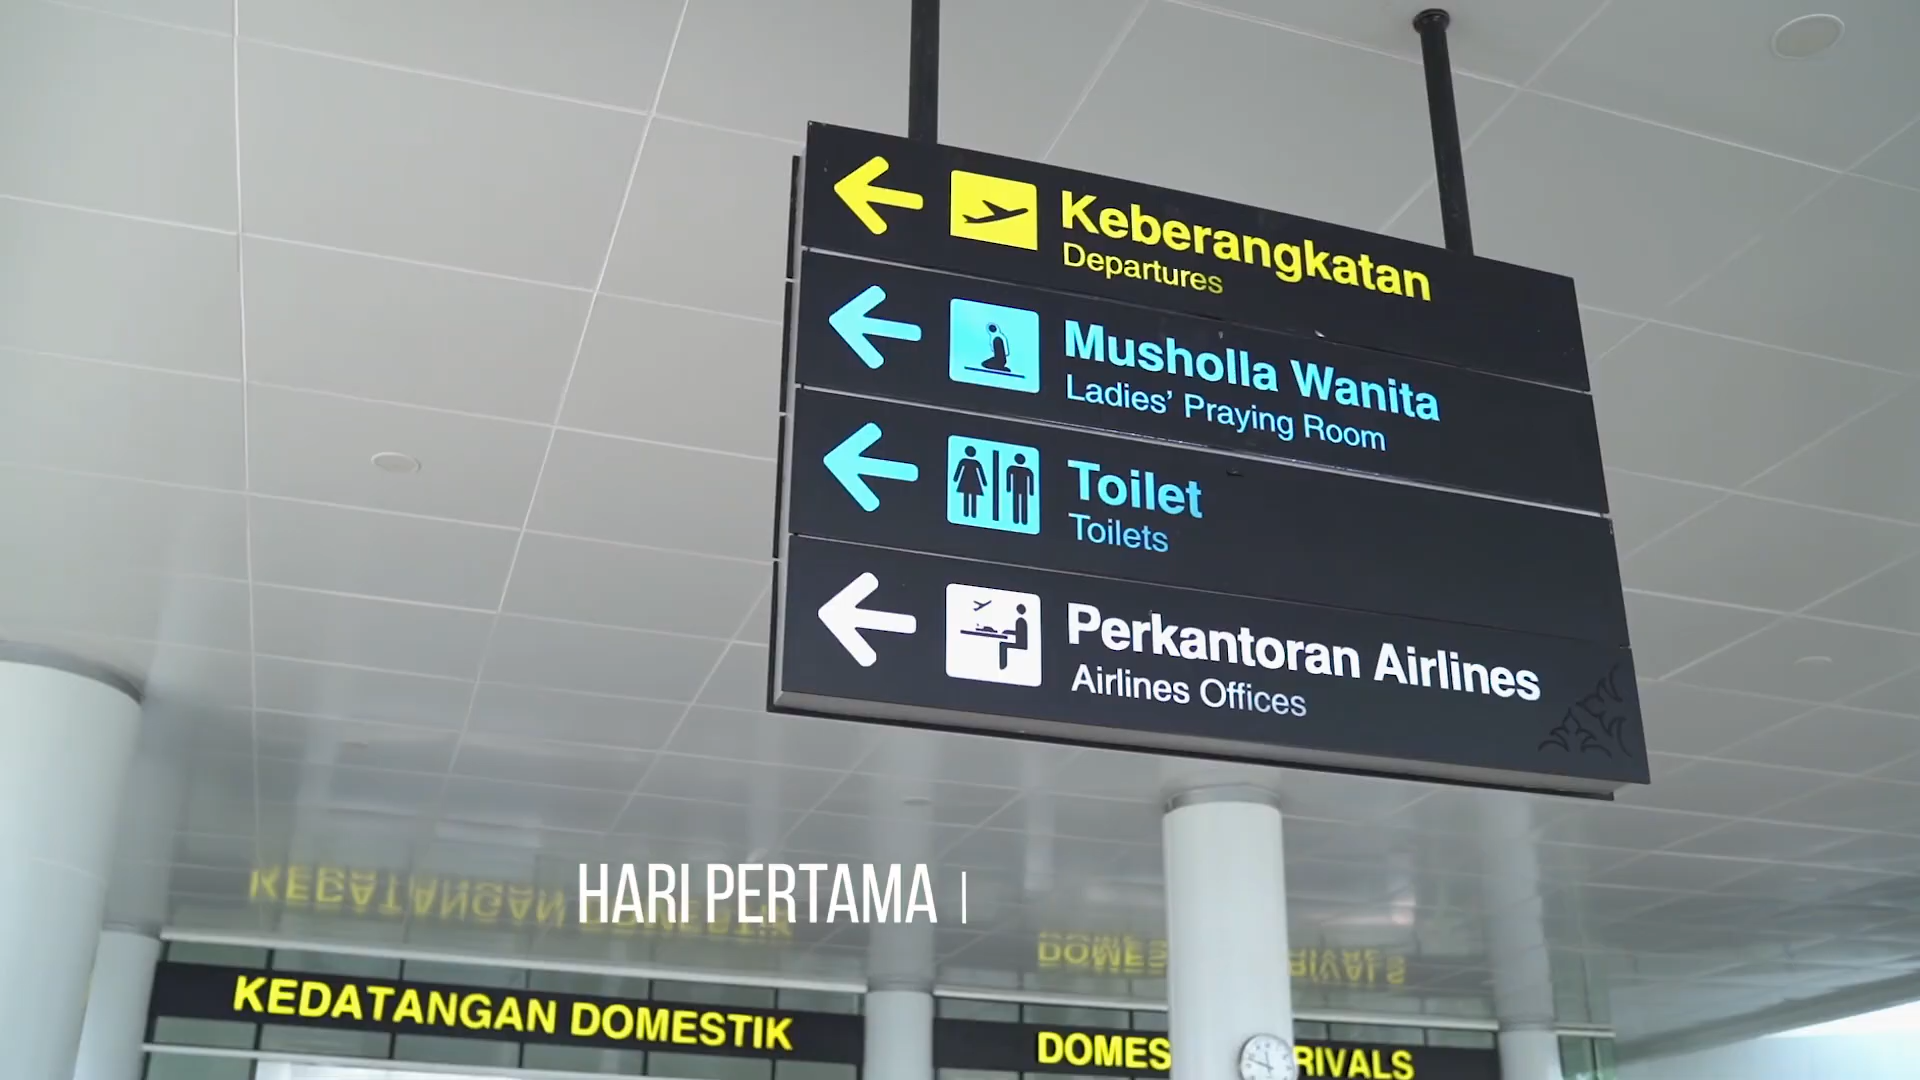 Keberangkatan
Departures
Musholla Wanita
Ladies' Praying Room
Toilet
Toilets
Perkantoran Airlines
Airlines Offices
HARI PERTAMA |
KEDATANGAN DOMESTIK
DOMES RIVALS